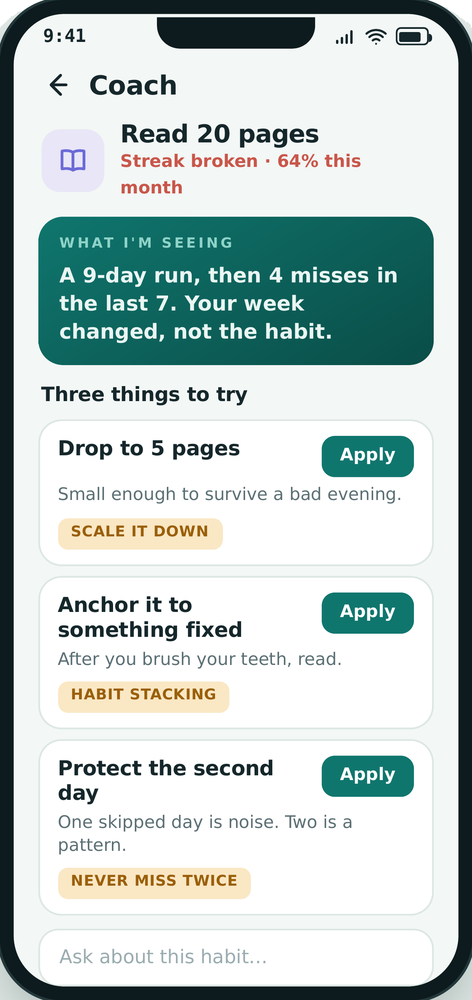 9:41
Coach
Read 20 pages
Streak broken · 64% this
month
WHAT I'M SEEING
A 9-day run, then 4 misses in
the last 7. Your week
changed, not the habit.
Three things to try
Drop to 5 pages
Apply
Small enough to survive a bad evening.
SCALE IT DOWN
Anchor it to
something fixed
Apply
After you brush your teeth, read.
HABIT STACKING
Protect the second
day
Apply
One skipped day is noise. Two is a
pattern.
NEVER MISS TWICE
Ask about this habit...